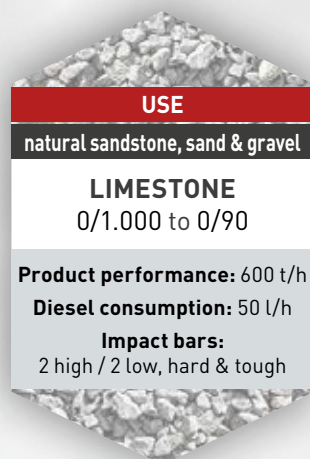 USE
natural sandstone, sand & gravel
LIMESTONE
0/1.000 to 0/90
Product performance: 600 t/h
Diesel consumption: 50 l/h
Impact bars:
2 high / 2 low, hard & tough